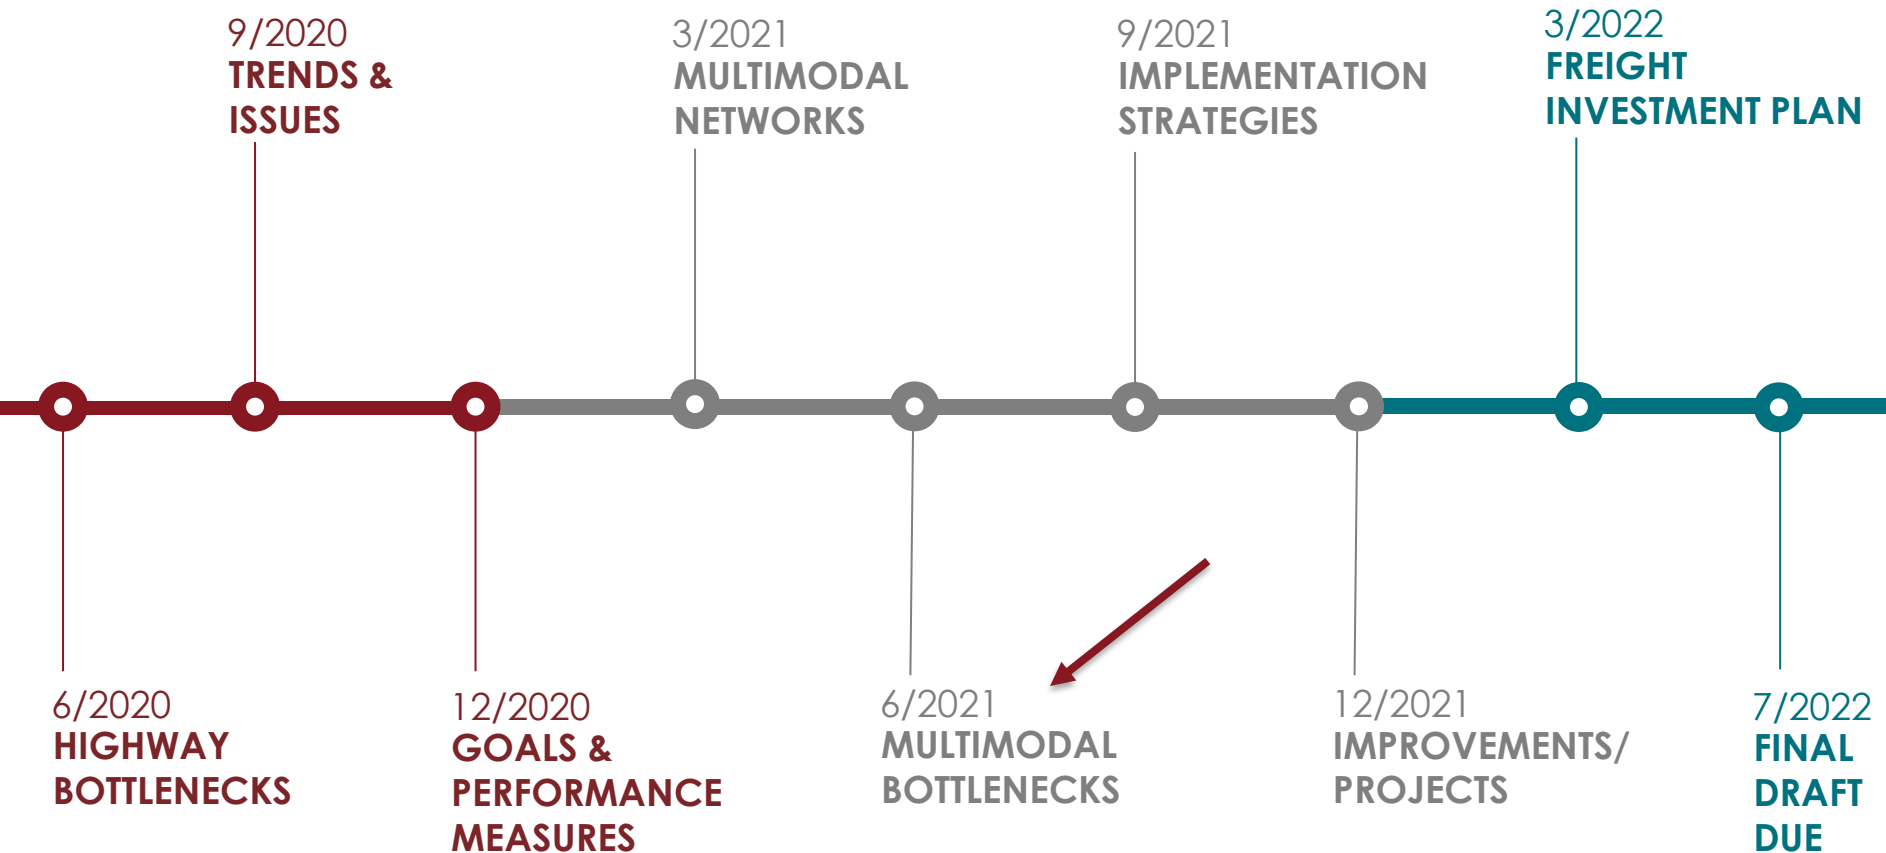 9/2020
TRENDS &
ISSUES
3/2021
MULTIMODAL
NETWORKS
9/2021
IMPLEMENTATION
STRATEGIES
3/2022
FREIGHT
INVESTMENT PLAN
6/2020
HIGHWAY
BOTTLENECKS
12/2020
GOALS &
PERFORMANCE
MEASURES
6/2021
MULTIMODAL
BOTTLENECKS
12/2021
IMPROVEMENTS/
PROJECTS
7/2022
FINAL
DRAFT
DUE